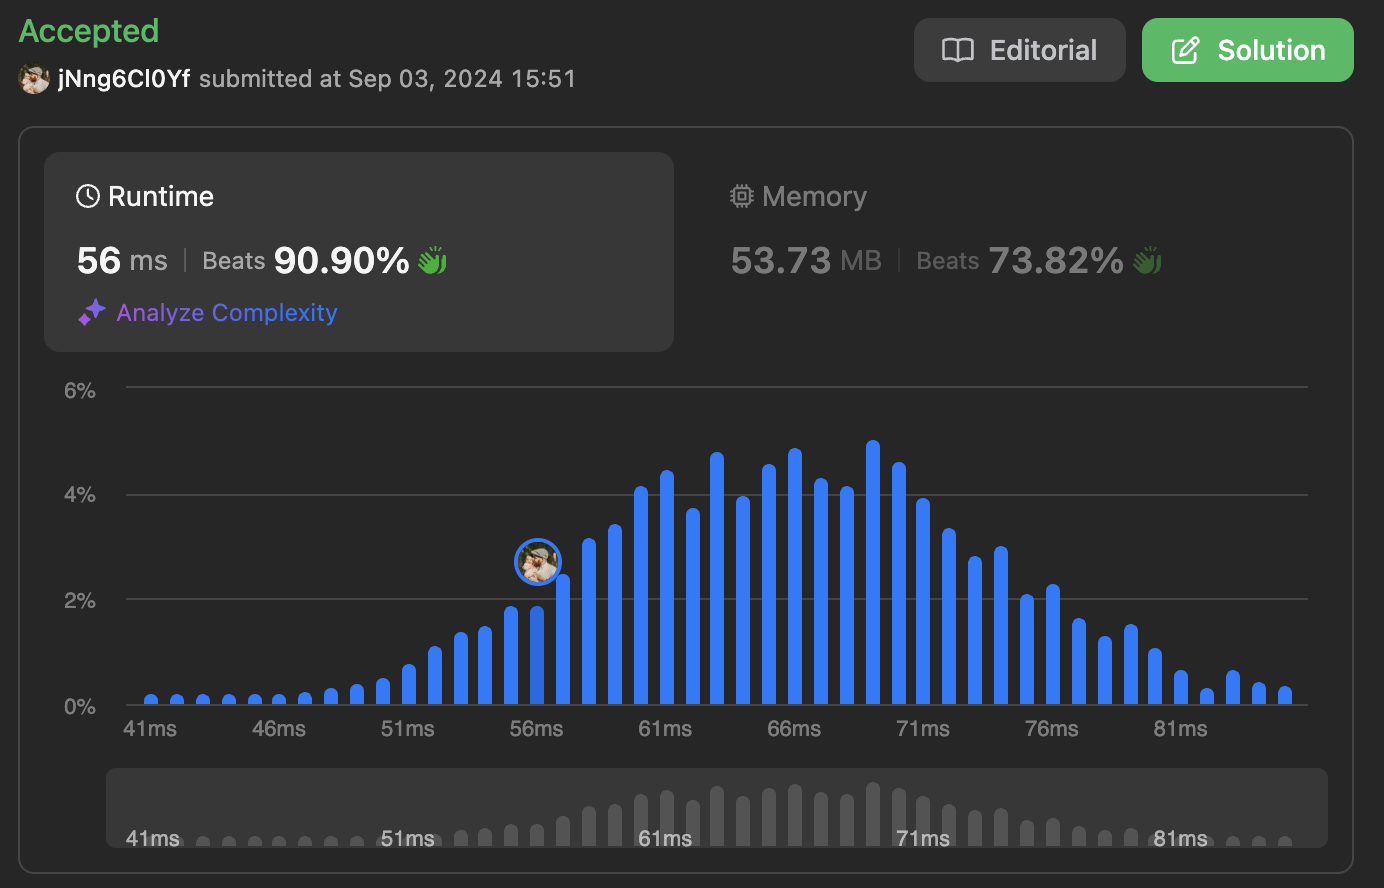 Accepted
Editorial
Solution
jNng6Cl0Yf submitted at Sep 03, 2024 15:51
Runtime
56 ms | Beats 90.90%
Analyze Complexity
Memory
53.73 MB | Beats 73.82%
6%
4%
2%
0%
41ms 46ms 51ms 56ms 61ms 66ms 71ms 76ms 81ms
41ms 51ms 61ms 71ms 81ms